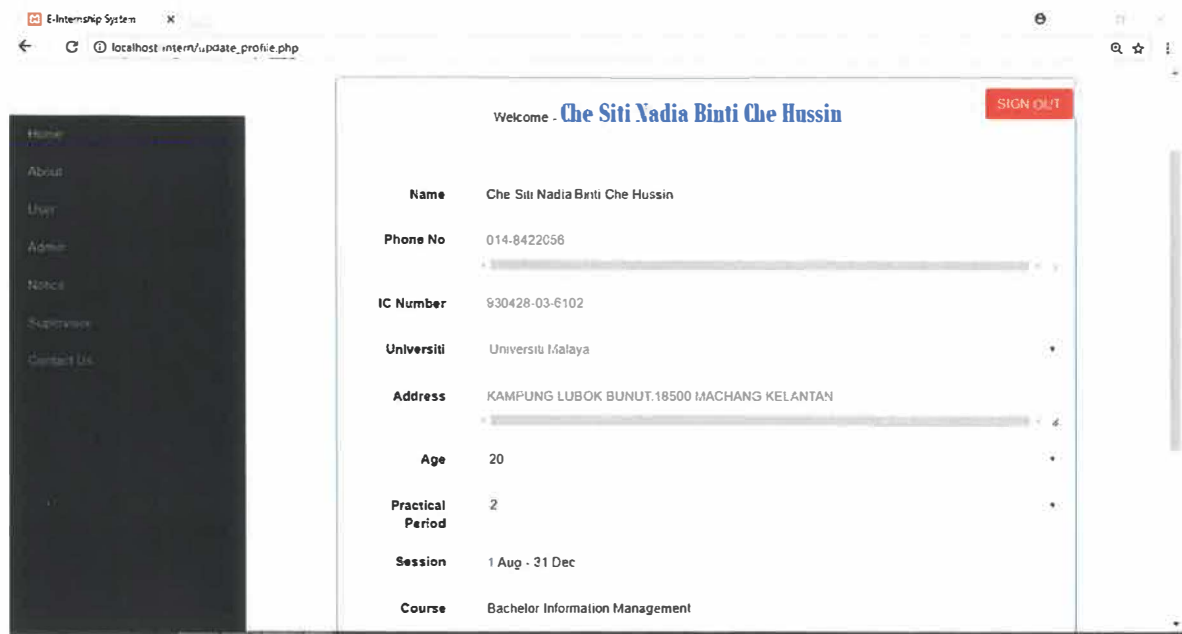 E-Internship System
localhost intern/update_profile.php
SIGN OUT
Welcome - Che Siti Nadia Binti Che Hussin
Home
About
User
Admin
Notice
Supervisor
Contact Us
Name Che Siti Nadia Binti Che Hussin
Phone No 014-8422056
IC Number 930428-03-6102
Universiti Universiti Malaya
Address KAMPUNG LUBOK BUNUT.18500 MACHANG KELANTAN
Age 20
Practical Period 2
Session 1 Aug - 31 Dec
Course Bachelor Information Management